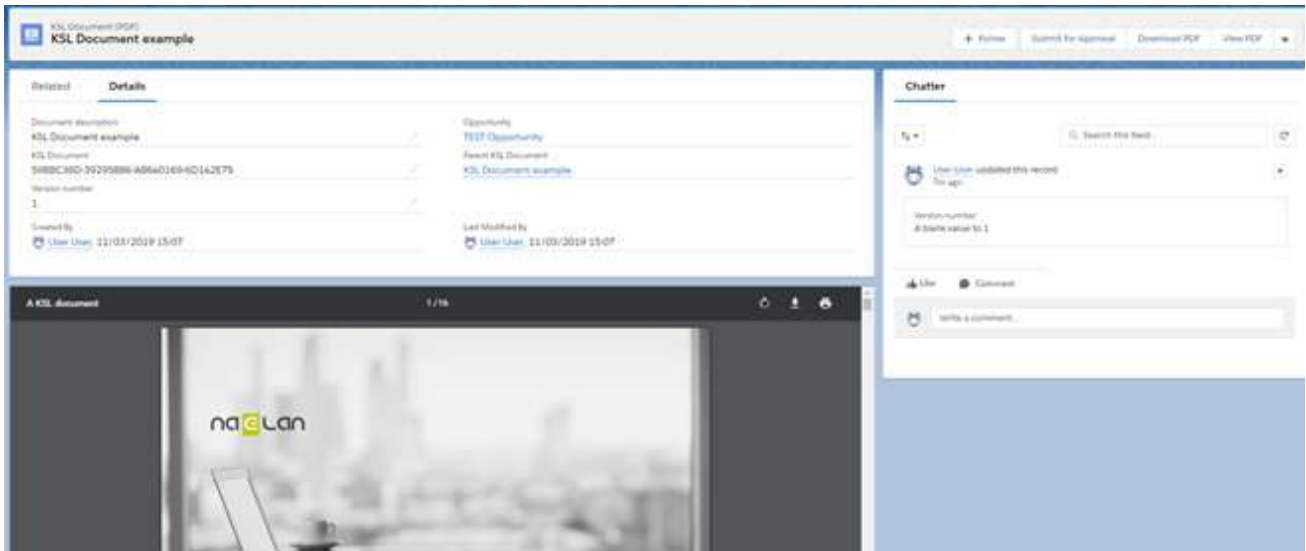 KSL Document (PDF)
KSL Document example
+ Follow
Submit for Approval
Download PDF
View PDF
Related
Details
Document description
KSL Document example
Opportunity
TEST Opportunity
KSL Document
Parent KSL Document
KSL Document example
Version number
1
Created By
User User, 11/03/2019 15:07
Last Modified By
User User, 11/03/2019 15:07
A KSL document
1/16
naelan
Chatter
Search this feed...
User User updated this record
ago
Version number
A blank value to 1
Like
Comment
Write a comment...